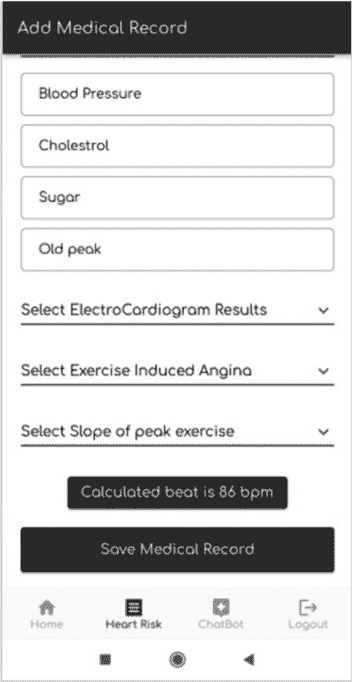 Add Medical Record
Blood Pressure
Cholestrol
Sugar
Old peak
Select ElectroCardiogram Results
Select Exercise Induced Angina
Select Slope of peak exercise
Calculated beat is 86 bpm
Save Medical Record
Home Heart Risk ChatBot Logout